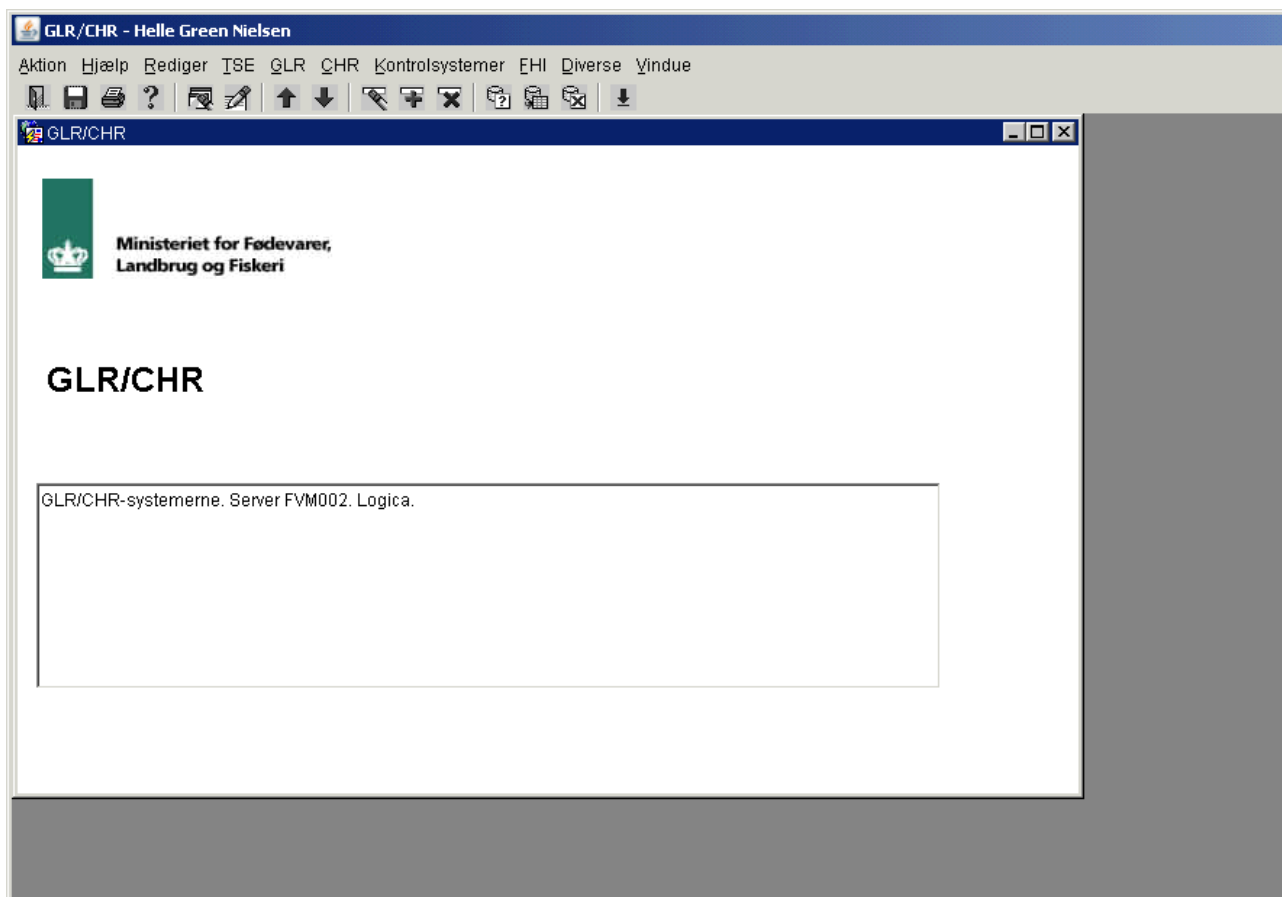 GLR/CHR - Helle Green Nielsen
Aktion Hjælp Rediger TSE GLR CHR Kontrolsystemer EHI Diverse Vindue
GLR/CHR
Ministeriet for Fødevarer,
Landbrug og Fiskeri
GLR/CHR
GLR/CHR-systemerne. Server FVM002. Logica.